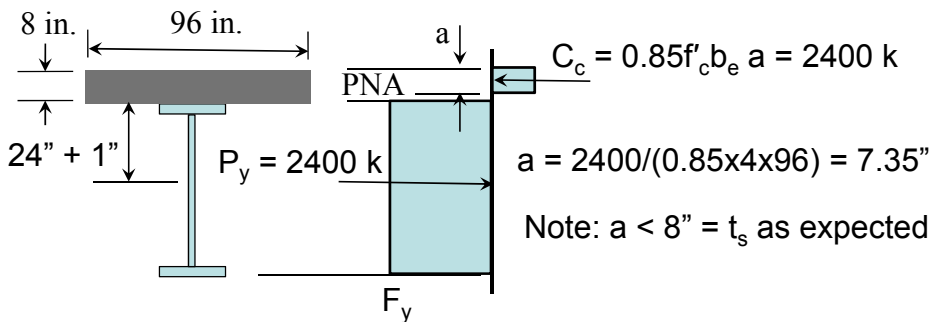 8 in.
96 in.
a
PNA
C_c = 0.85f′_c b_e a = 2400 k
24” + 1”
P_y = 2400 k
a = 2400/(0.85x4x96) = 7.35”
Note: a < 8” = t_s as expected
F_y